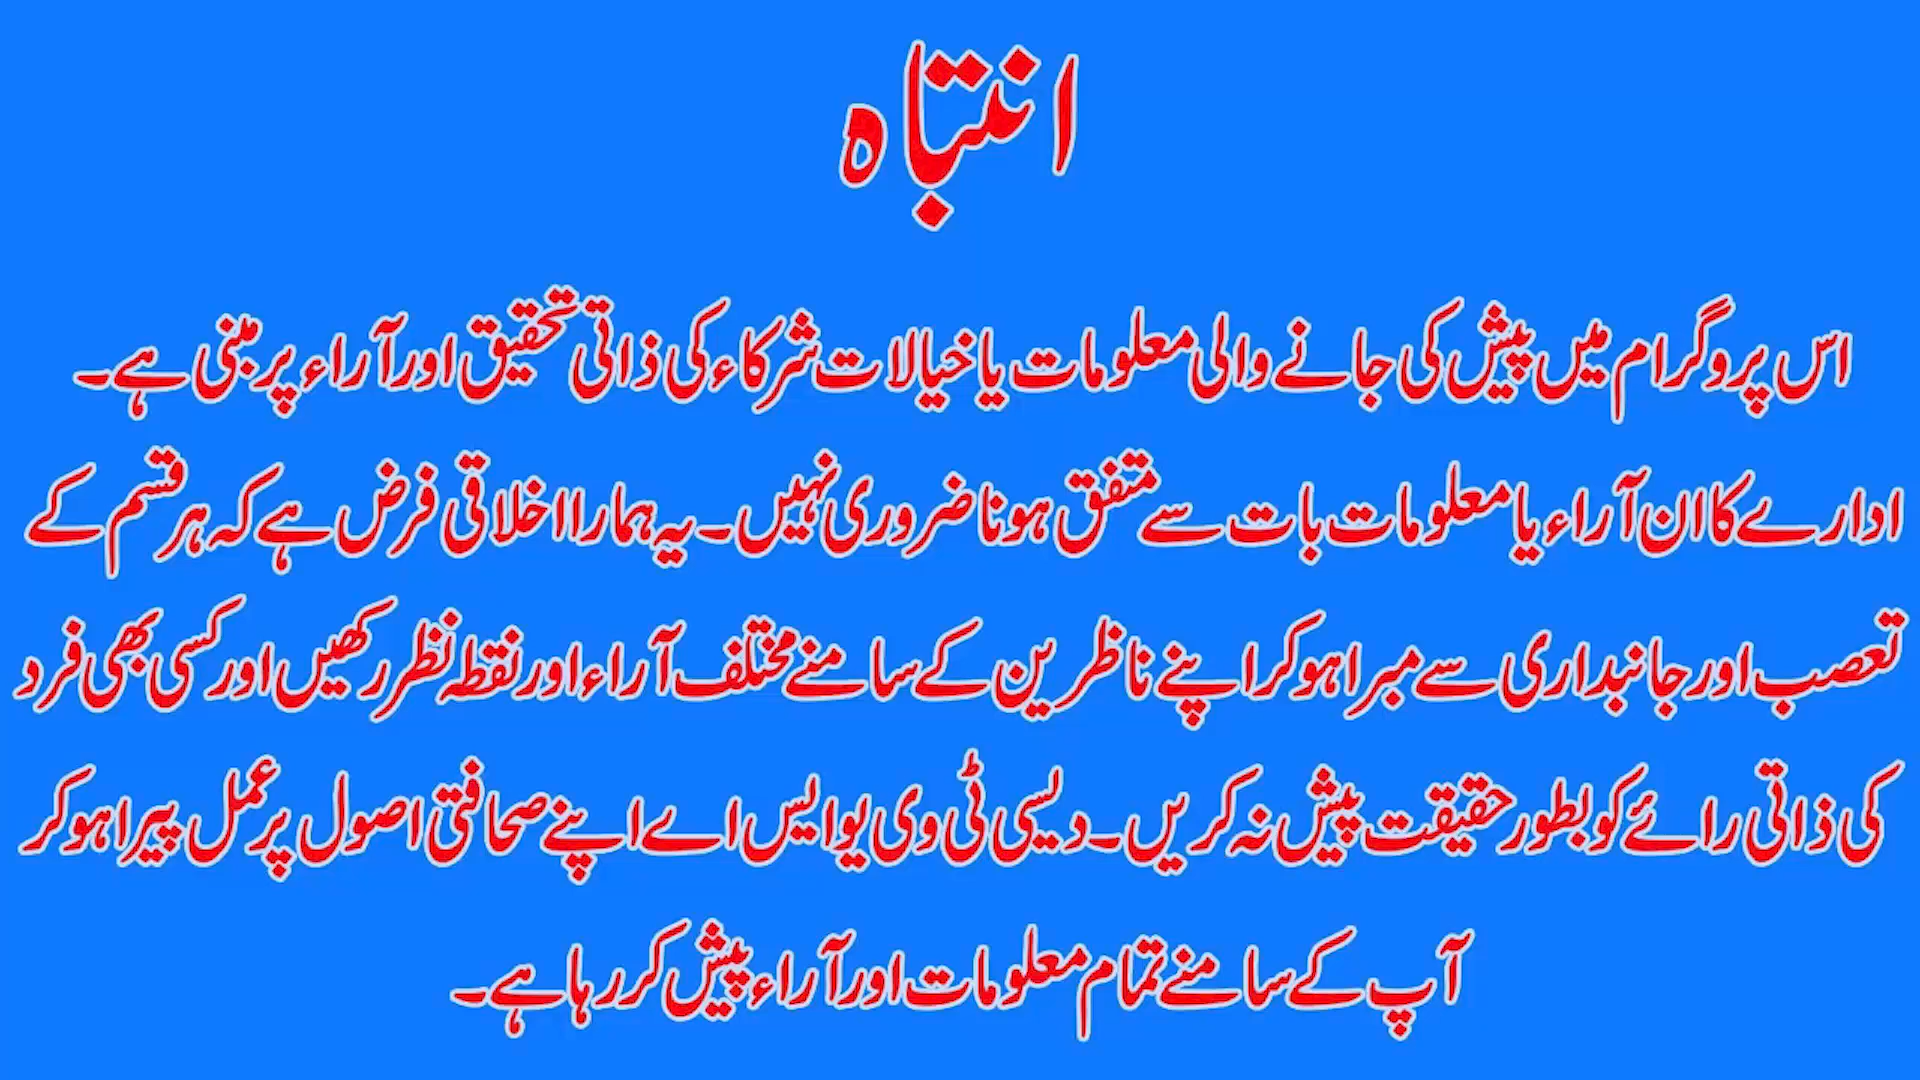 انتباہ
اس پروگرام میں پیش کی جانے والی معلومات یا خیالات شرکاء کی ذاتی تحقیق اور آراء پر مبنی ہے۔
ادارے کا ان آراء یا معلومات بات سے متفق ہونا ضروری نہیں۔ یہ ہمارا اخلاقی فرض ہے کہ ہر قسم کے
تعصب اور جانبداری سے مبرا ہو کر اپنے ناظرین کے سامنے مختلف آراء اور نقطہ نظر رکھیں اور کسی بھی فرد
کی ذاتی رائے کو بطور حقیقت پیش نہ کریں۔ دیسی ٹی وی یو ایس اے اپنے صحافتی اصول پر عمل پیرا ہو کر
آپ کے سامنے تمام معلومات اور آراء پیش کر رہا ہے۔